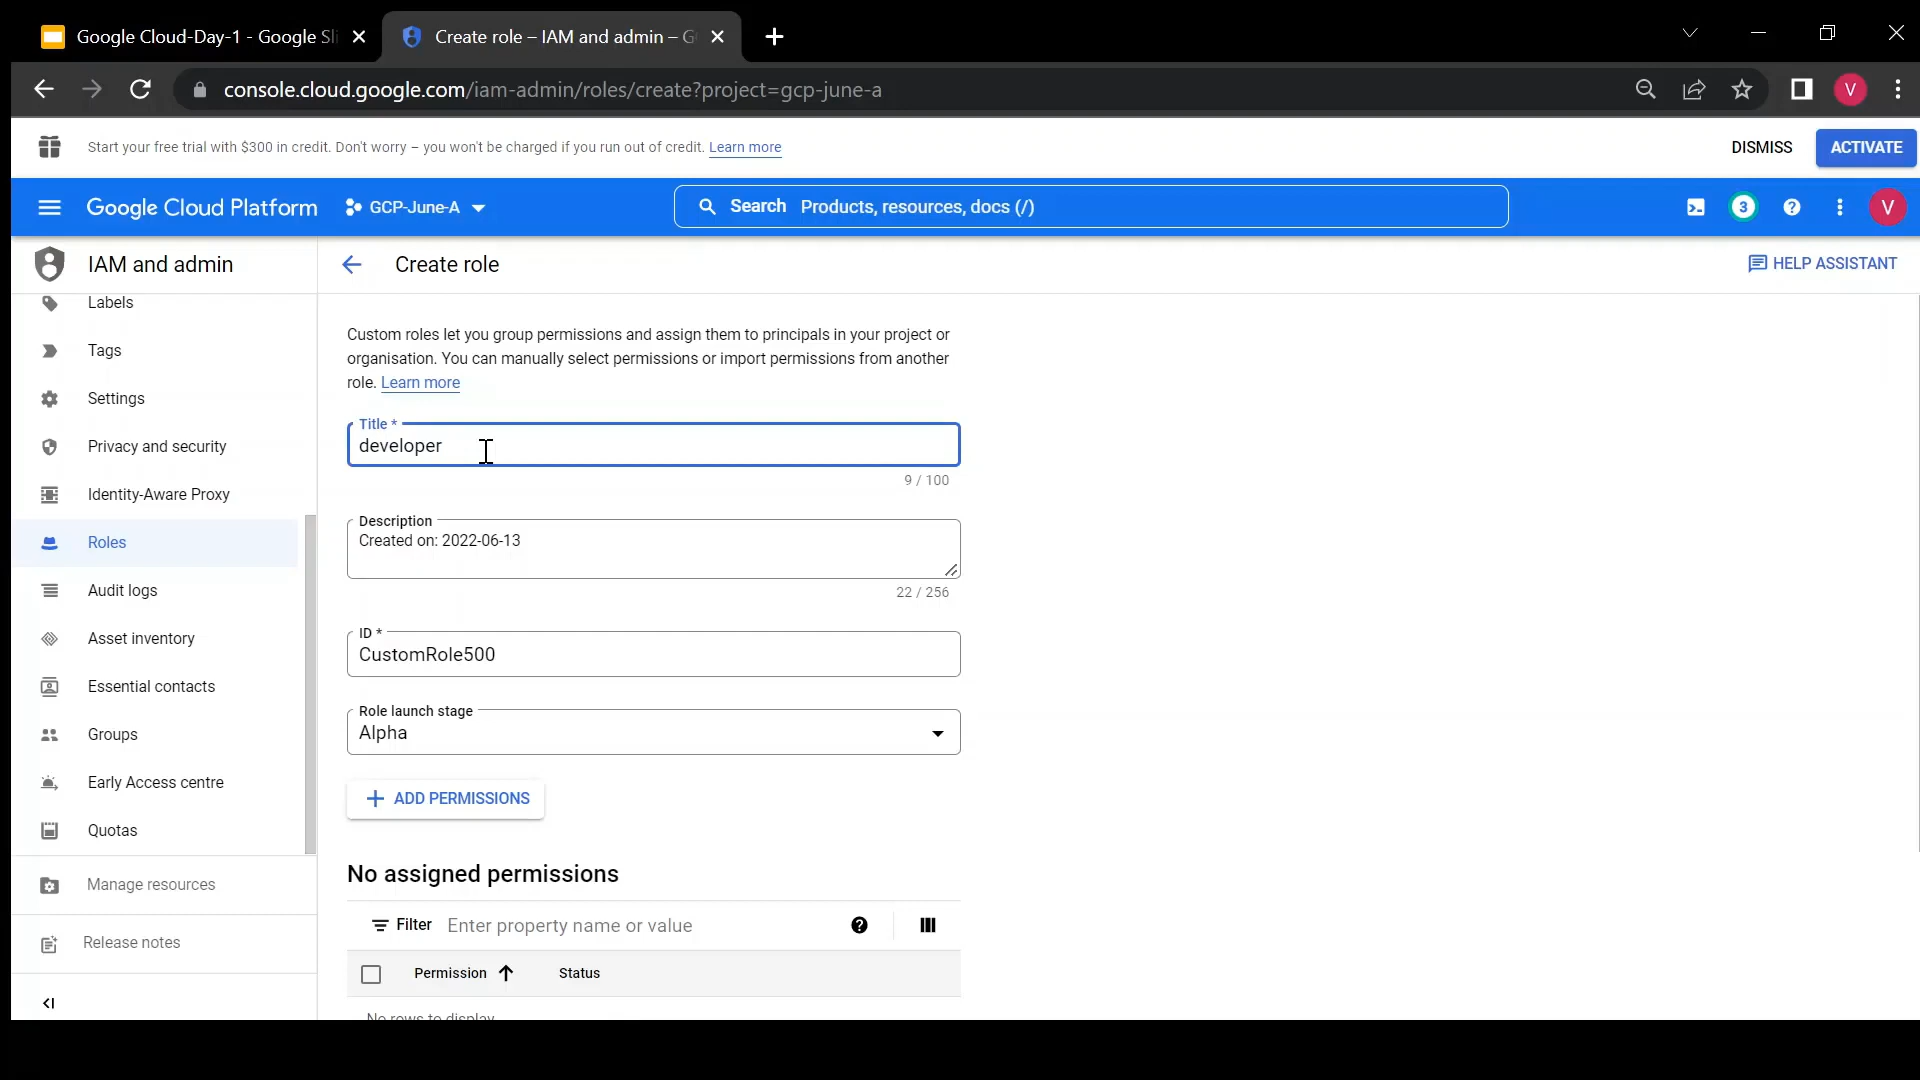 Google Cloud-Day-1 - Google Sli
Create role – IAM and admin – G
console.cloud.google.com/iam-admin/roles/create?project=gcp-june-a
V
Start your free trial with $300 in credit. Don't worry – you won't be charged if you run out of credit. Learn more
DISMISS
ACTIVATE
Google Cloud Platform
GCP-June-A
Search Products, resources, docs (/)
3
V
IAM and admin
Create role
HELP ASSISTANT
Labels
Tags
Settings
Privacy and security
Identity-Aware Proxy
Roles
Audit logs
Asset inventory
Essential contacts
Groups
Early Access centre
Quotas
Manage resources
Release notes
Custom roles let you group permissions and assign them to principals in your project or
organisation. You can manually select permissions or import permissions from another
role. Learn more
Title *
developer
9 / 100
Description
Created on: 2022-06-13
22 / 256
ID *
CustomRole500
Role launch stage
Alpha
ADD PERMISSIONS
No assigned permissions
Filter Enter property name or value
Permission Status
No rows to display